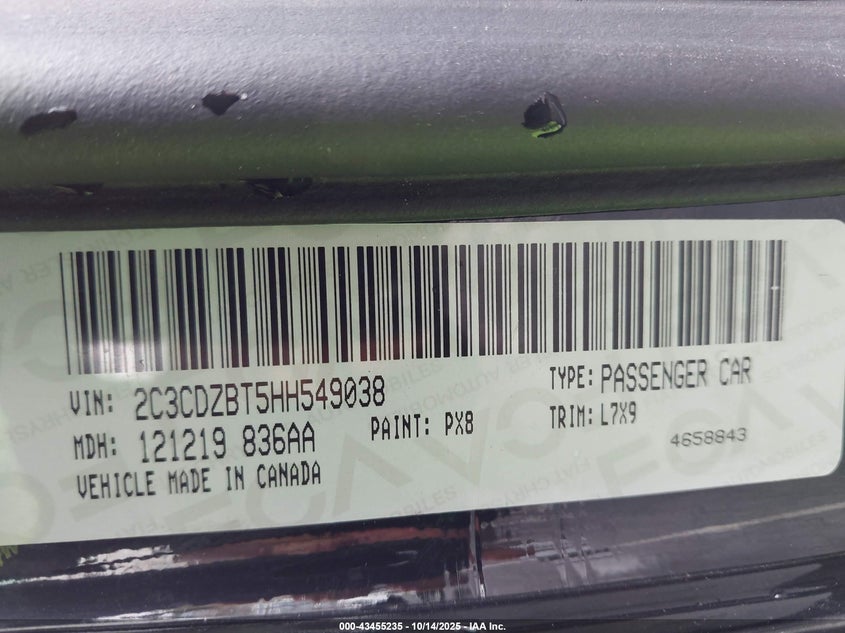 VIN: 2C3CDZBT5HH549038
TYPE: PASSENGER CAR
MDH: 121219 836AA
PAINT: PX8
TRIM: L7X9
VEHICLE MADE IN CANADA
4658843
000-43455235 - 10/14/2025 - IAA Inc.